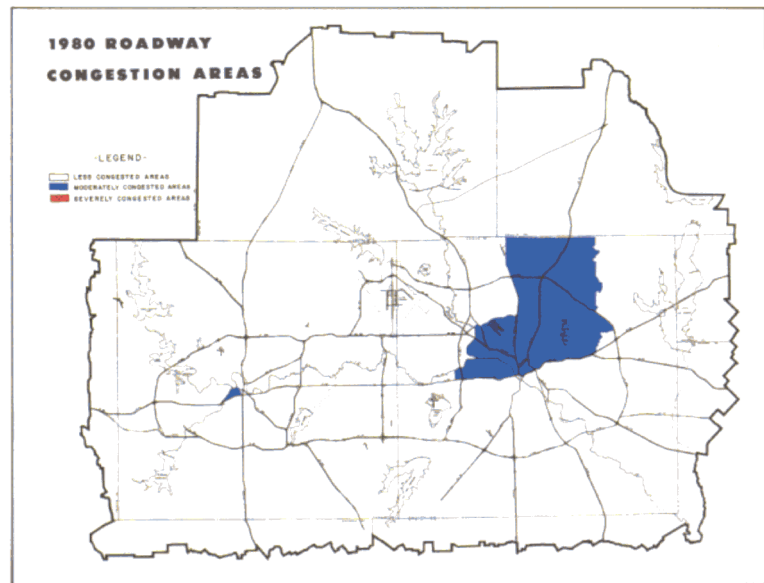 1980 ROADWAY
CONGESTION AREAS
-LEGEND-
LESS CONGESTED AREAS
MODERATELY CONGESTED AREAS
SEVERELY CONGESTED AREAS